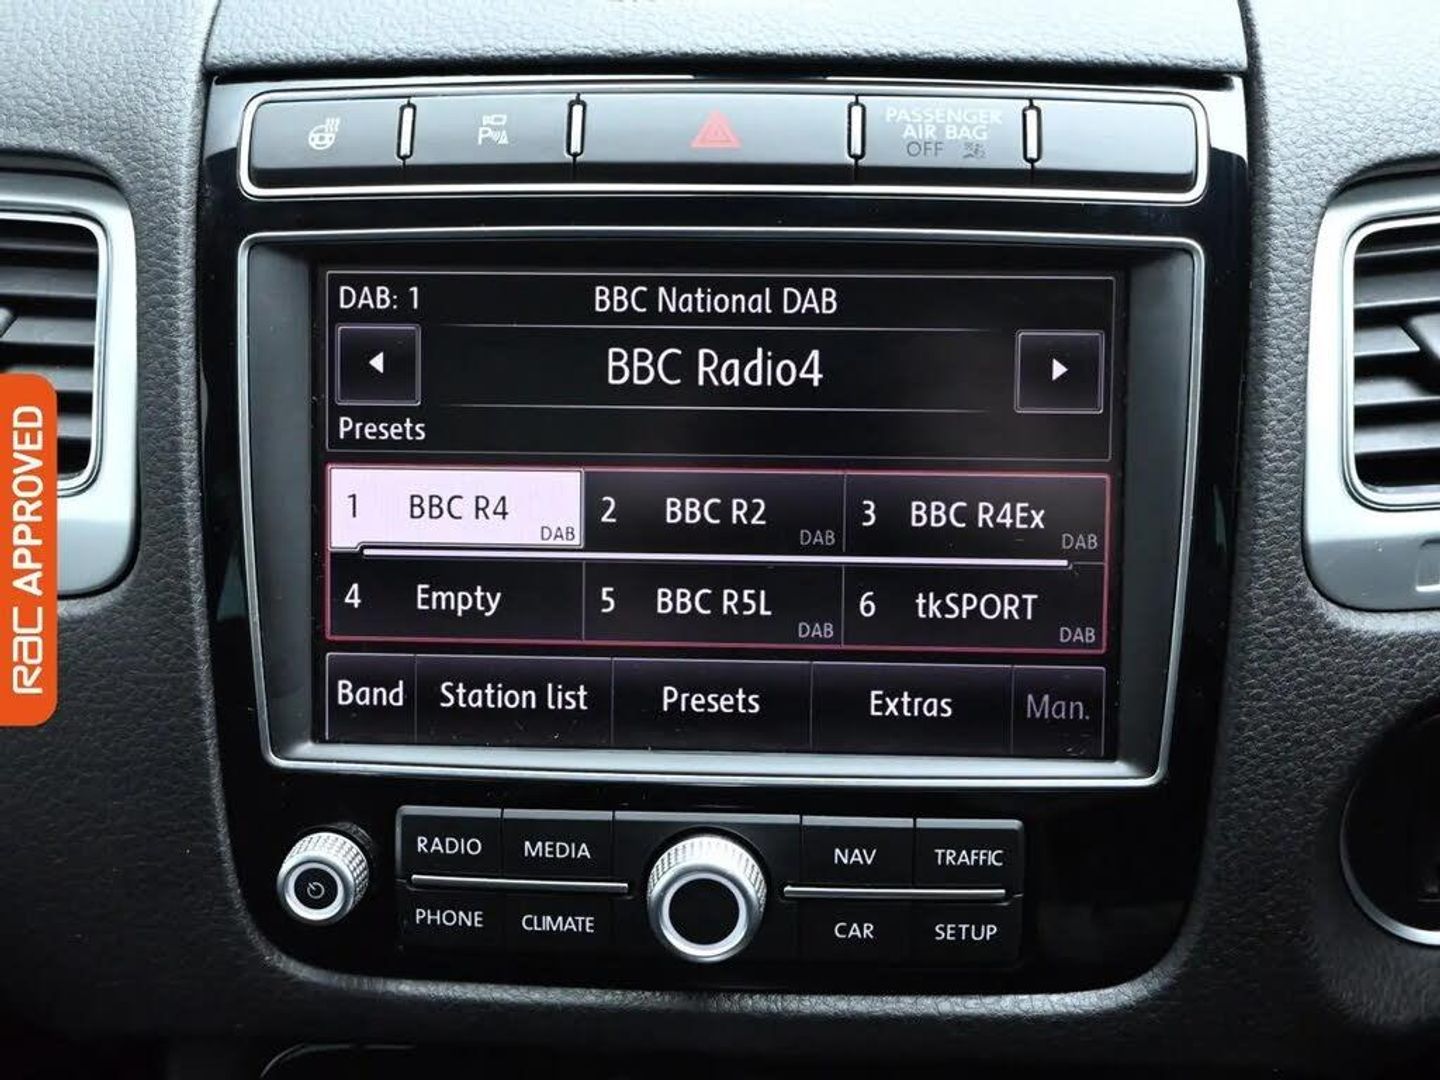 P
PASSENGER
AIR BAG
OFF
DAB: 1
BBC National DAB
BBC Radio4
Presets
1 BBC R4 DAB
2 BBC R2 DAB
3 BBC R4Ex DAB
4 Empty
5 BBC R5L DAB
6 tkSPORT DAB
Band Station list Presets Extras Man.
RADIO MEDIA NAV TRAFFIC
PHONE CLIMATE CAR SETUP
RAC APPROVED